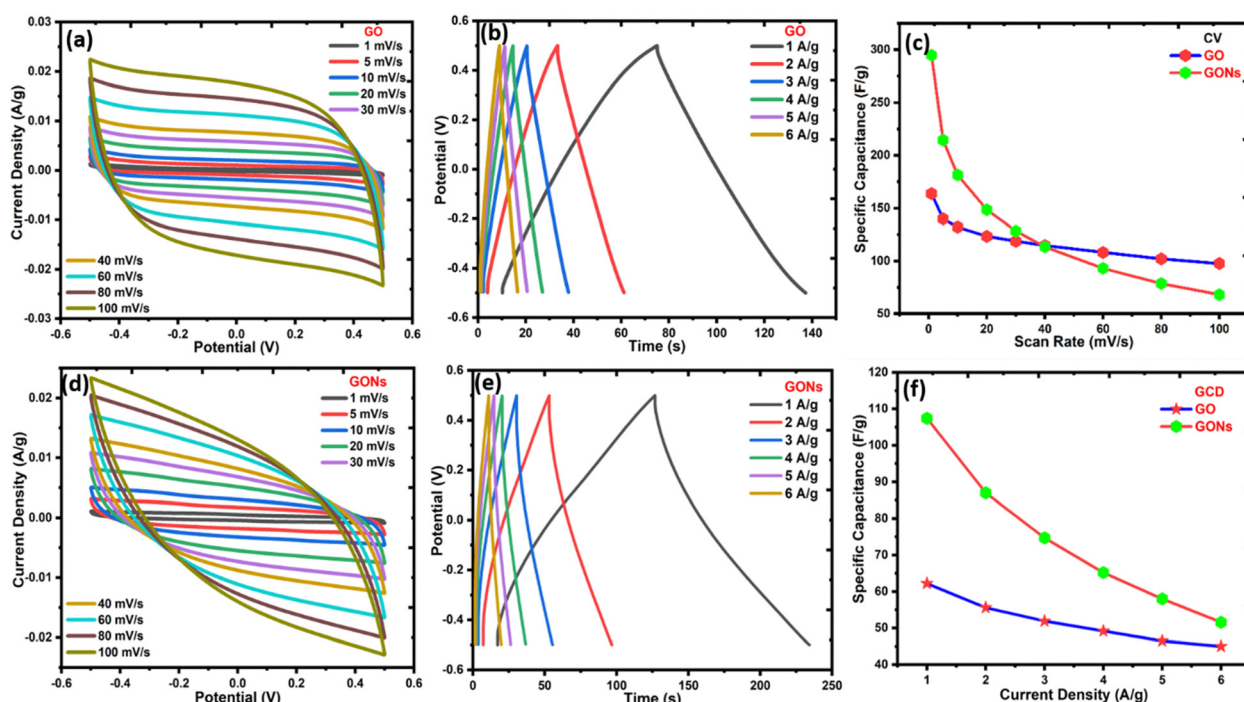 (a)
GO
1 mV/s
5 mV/s
10 mV/s
20 mV/s
30 mV/s
40 mV/s
60 mV/s
80 mV/s
100 mV/s
0.03
0.02
0.01
0.00
-0.01
-0.02
-0.03
Current Density (A/g)
-0.6 -0.4 -0.2 0.0 0.2 0.4 0.6
Potential (V)
(b)
GO
1 A/g
2 A/g
3 A/g
4 A/g
5 A/g
6 A/g
0.6
0.4
0.2
0.0
-0.2
-0.4
-0.6
Potential (V)
0 20 40 60 80 100 120 140
Time (s)
(c)
CV
GO
GONs
300
250
200
150
100
50
Specific Capacitance (F/g)
0 20 40 60 80 100
Scan Rate (mV/s)
(d)
GONs
1 mV/s
5 mV/s
10 mV/s
20 mV/s
30 mV/s
40 mV/s
60 mV/s
80 mV/s
100 mV/s
0.02
0.01
0.00
-0.01
-0.02
Current Density (A/g)
-0.6 -0.4 -0.2 0.0 0.2 0.4 0.6
Potential (V)
(e)
GONs
1 A/g
2 A/g
3 A/g
4 A/g
5 A/g
6 A/g
0.6
0.4
0.2
0.0
-0.2
-0.4
-0.6
Potential (V)
0 50 100 150 200 250
Time (s)
(f)
GCD
GO
GONs
120
110
100
90
80
70
60
50
40
Specific Capacitance (F/g)
1 2 3 4 5 6
Current Density (A/g)